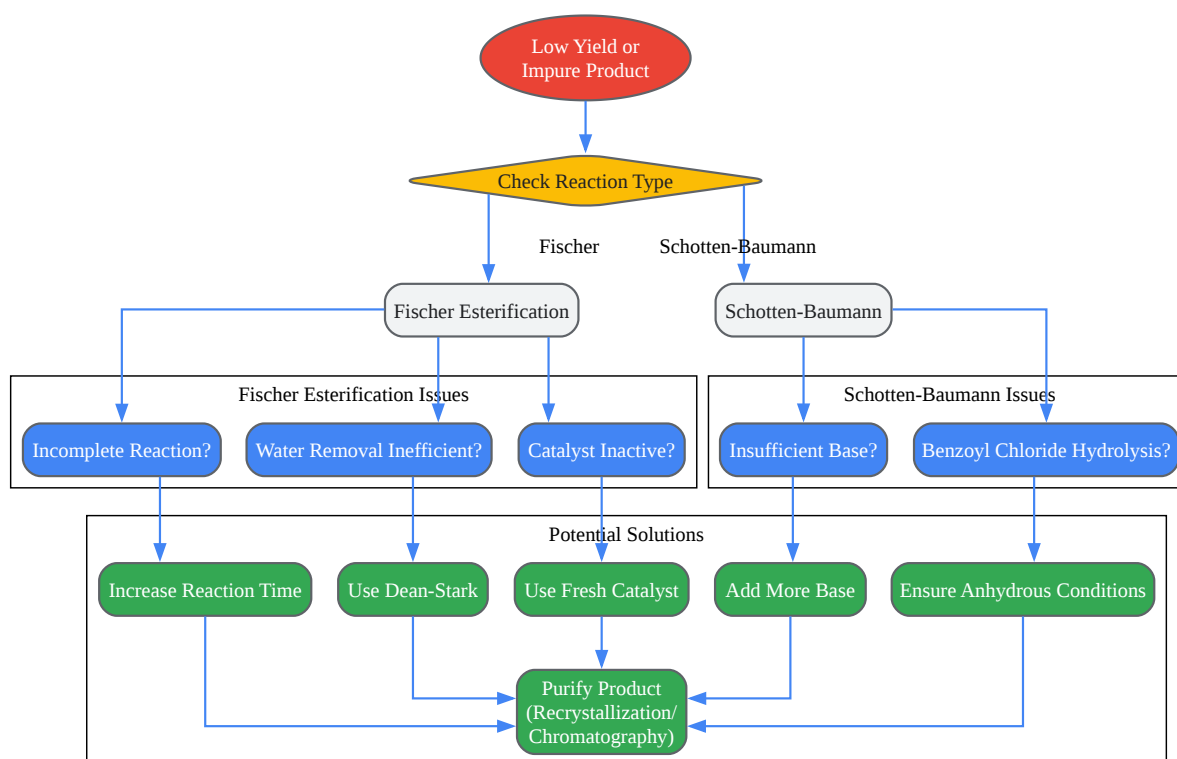 Low Yield or
Impure Product
Check Reaction Type
Fischer
Schotten-Baumann
Fischer Esterification
Schotten-Baumann
Fischer Esterification Issues
Schotten-Baumann Issues
Incomplete Reaction?
Water Removal Inefficient?
Catalyst Inactive?
Insufficient Base?
Benzoyl Chloride Hydrolysis?
Potential Solutions
Increase Reaction Time
Use Dean-Stark
Use Fresh Catalyst
Add More Base
Ensure Anhydrous Conditions
Purify Product
(Recrystallization/
Chromatography)